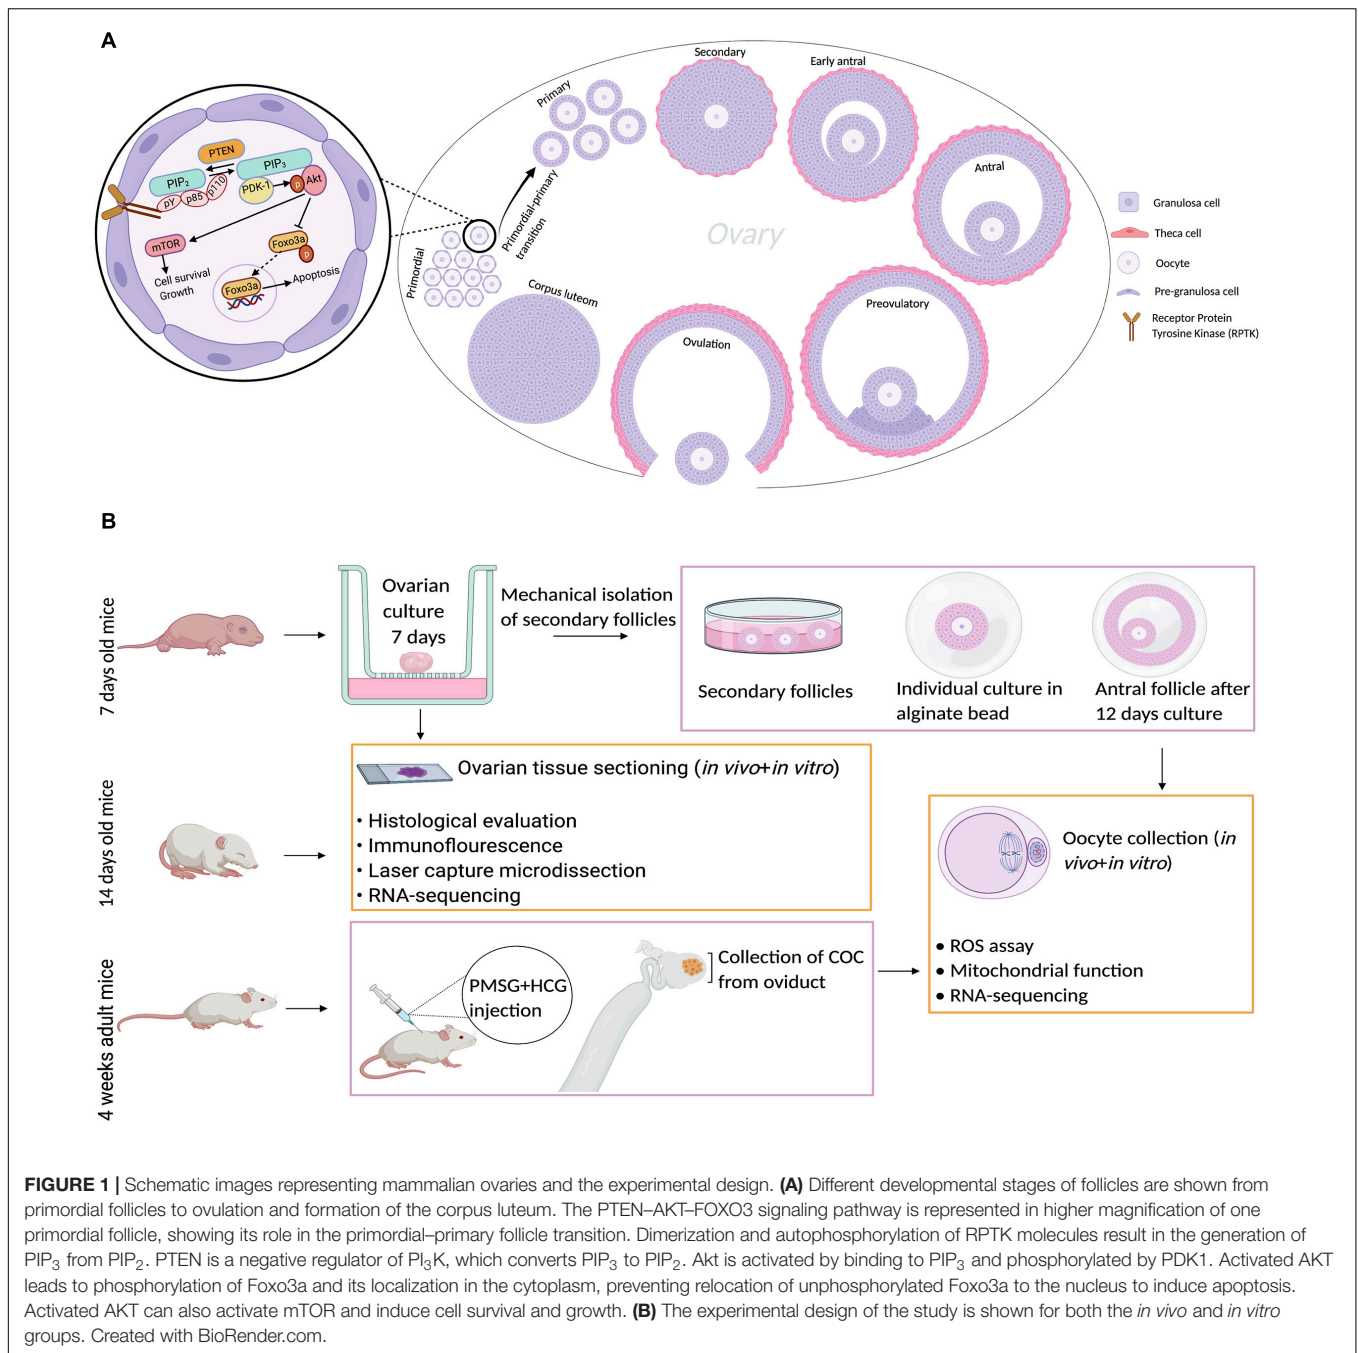 A
Secondary
Early antral
Primary
Antral
PTEN
PIP3
PIP2
PDK-1
p
Akt
pY
p85
p110
mTOR
Foxo3a
p
Cell survival
Growth
Foxo3a
Apoptosis
Primordial
Primordial-primary
transition
Ovary
Corpus luteom
Ovulation
Preovulatory
Granulosa cell
Theca cell
Oocyte
Pre-granulosa cell
Receptor Protein
Tyrosine Kinase (RPTK)
B
7 days old mice
Ovarian
culture
7 days
Mechanical isolation
of secondary follicles
Secondary follicles
Individual culture in
alginate bead
Antral follicle after
12 days culture
14 days old mice
Ovarian tissue sectioning (in vivo+in vitro)
• Histological evaluation
• Immunoflourescence
• Laser capture microdissection
• RNA-sequencing
Oocyte collection (in
vivo+in vitro)
• ROS assay
• Mitochondrial function
• RNA-sequencing
4 weeks adult mice
PMSG+HCG
injection
Collection of COC
from oviduct
FIGURE 1 | Schematic images representing mammalian ovaries and the experimental design. (A) Different developmental stages of follicles are shown from
primordial follicles to ovulation and formation of the corpus luteum. The PTEN–AKT–FOXO3 signaling pathway is represented in higher magnification of one
primordial follicle, showing its role in the primordial–primary follicle transition. Dimerization and autophosphorylation of RPTK molecules result in the generation of
PIP3 from PIP2. PTEN is a negative regulator of PI3K, which converts PIP3 to PIP2. Akt is activated by binding to PIP3 and phosphorylated by PDK1. Activated AKT
leads to phosphorylation of Foxo3a and its localization in the cytoplasm, preventing relocation of unphosphorylated Foxo3a to the nucleus to induce apoptosis.
Activated AKT can also activate mTOR and induce cell survival and growth. (B) The experimental design of the study is shown for both the in vivo and in vitro
groups. Created with BioRender.com.